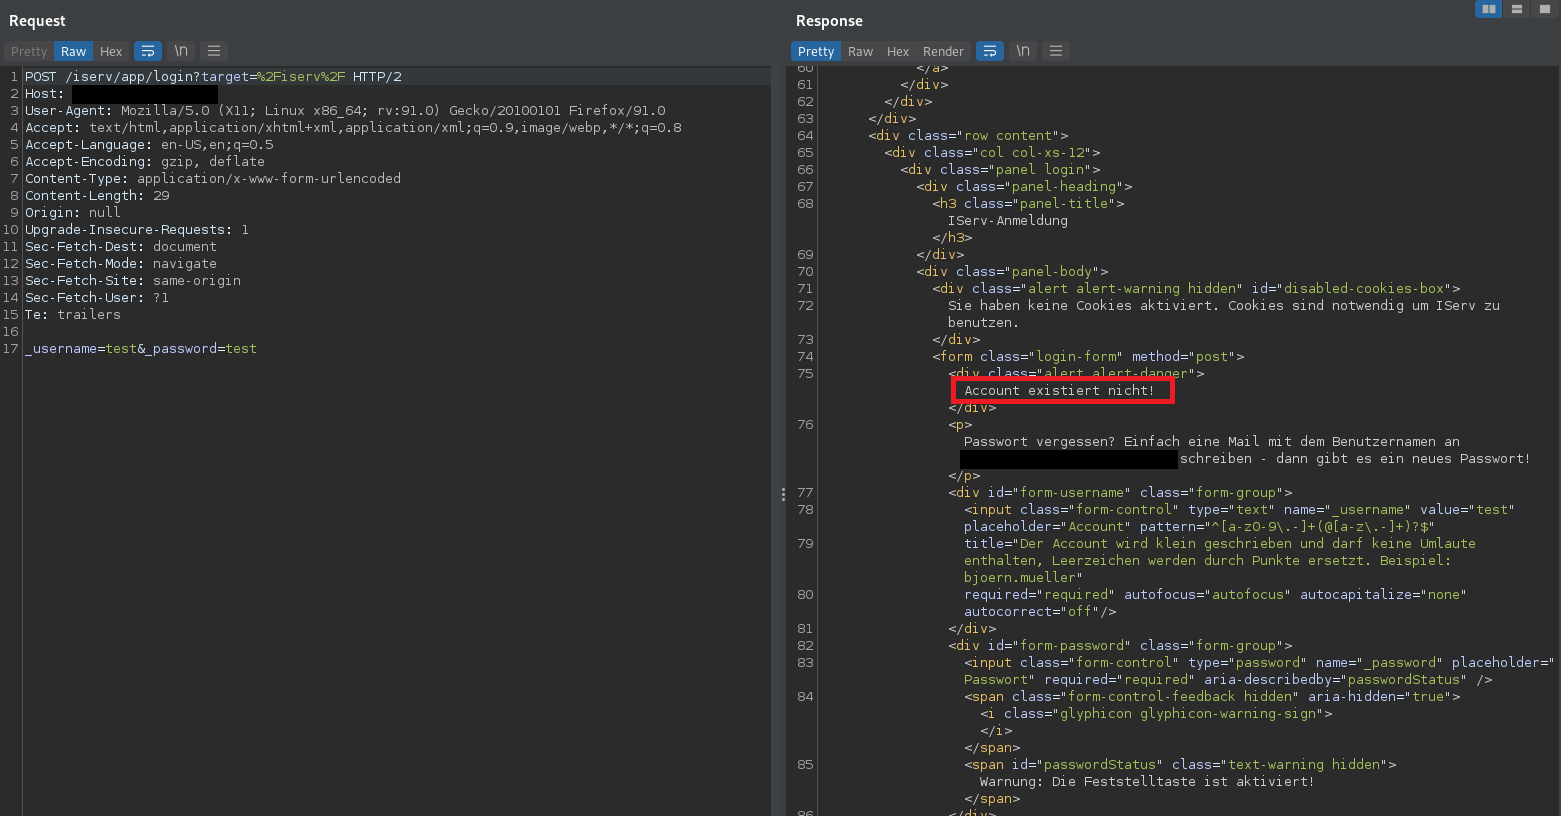 Request
Pretty Raw Hex \n
1 POST /iserv/app/login?target=%2Fiserv%2F HTTP/2
2 Host:
3 User-Agent: Mozilla/5.0 (X11; Linux x86_64; rv:91.0) Gecko/20100101 Firefox/91.0
4 Accept: text/html,application/xhtml+xml,application/xml;q=0.9,image/webp,*/*;q=0.8
5 Accept-Language: en-US,en;q=0.5
6 Accept-Encoding: gzip, deflate
7 Content-Type: application/x-www-form-urlencoded
8 Content-Length: 29
9 Origin: null
10 Upgrade-Insecure-Requests: 1
11 Sec-Fetch-Dest: document
12 Sec-Fetch-Mode: navigate
13 Sec-Fetch-Site: same-origin
14 Sec-Fetch-User: ?1
15 Te: trailers
16
17 _username=test&_password=test
Response
Pretty Raw Hex Render \n
60 </a>
61 </div>
62 </div>
63 </div>
64 <div class="row content">
65 <div class="col col-xs-12">
66 <div class="panel login">
67 <div class="panel-heading">
68 <h3 class="panel-title">
IServ-Anmeldung
</h3>
69 </div>
70 <div class="panel-body">
71 <div class="alert alert-warning hidden" id="disabled-cookies-box">
72 Sie haben keine Cookies aktiviert. Cookies sind notwendig um IServ zu
benutzen.
73 </div>
74 <form class="login-form" method="post">
75 <div class="alert alert-danger">
Account existiert nicht!
</div>
76 <p>
Passwort vergessen? Einfach eine Mail mit dem Benutzernamen an
schreiben - dann gibt es ein neues Passwort!
</p>
77 <div id="form-username" class="form-group">
78 <input class="form-control" type="text" name="_username" value="test"
placeholder="Account" pattern="^[a-z0-9\.-]+(@[a-z\.-]+)?$"
79 title="Der Account wird klein geschrieben und darf keine Umlaute
enthalten, Leerzeichen werden durch Punkte ersetzt. Beispiel:
bjoern.mueller"
80 required="required" autofocus="autofocus" autocapitalize="none"
autocorrect="off"/>
81 </div>
82 <div id="form-password" class="form-group">
83 <input class="form-control" type="password" name="_password" placeholder="
Passwort" required="required" aria-describedby="passwordStatus" />
84 <span class="form-control-feedback hidden" aria-hidden="true">
<i class="glyphicon glyphicon-warning-sign">
</i>
</span>
85 <span id="passwordStatus" class="text-warning hidden">
Warnung: Die Feststelltaste ist aktiviert!
</span>
86 </div>